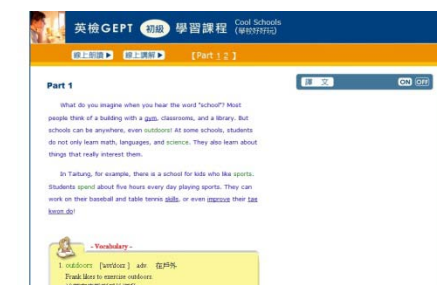 英檢GEPT 初級 學習課程 Cool Schools
(學校好好玩)
線上朗讀▶ 線上講解▶ 【Part 1 2 】
Part 1
譯 文 ON OFF
What do you imagine when you hear the word "school"? Most
people think of a building with a gym, classrooms, and a library. But
schools can be anywhere, even outdoors! At some schools, students
do not only learn math, languages, and science. They also learn about
things that really interest them.
In Taitung, for example, there is a school for kids who like sports.
Students spend about five hours every day playing sports. They can
work on their baseball and table tennis skills, or even improve their tae
kwon do!
- Vocabulary -
1. outdoors adv. 在戶外
Frank likes to exercise outdoors.